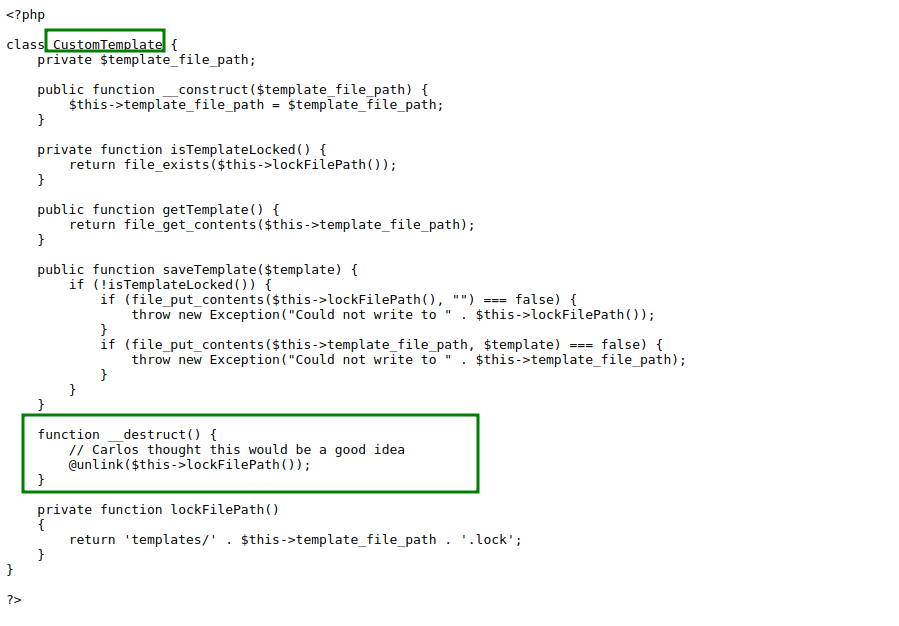 <?php
class CustomTemplate {
    private $template_file_path;
    public function __construct($template_file_path) {
        $this->template_file_path = $template_file_path;
    }
    private function isTemplateLocked() {
        return file_exists($this->lockFilePath());
    }
    public function getTemplate() {
        return file_get_contents($this->template_file_path);
    }
    public function saveTemplate($template) {
        if (!isTemplateLocked()) {
            if (file_put_contents($this->lockFilePath(), "") === false) {
                throw new Exception("Could not write to " . $this->lockFilePath());
            }
            if (file_put_contents($this->template_file_path, $template) === false) {
                throw new Exception("Could not write to " . $this->template_file_path);
            }
        }
    }
    function __destruct() {
        // Carlos thought this would be a good idea
        @unlink($this->lockFilePath());
    }
    private function lockFilePath()
    {
        return 'templates/' . $this->template_file_path . '.lock';
    }
}
?>